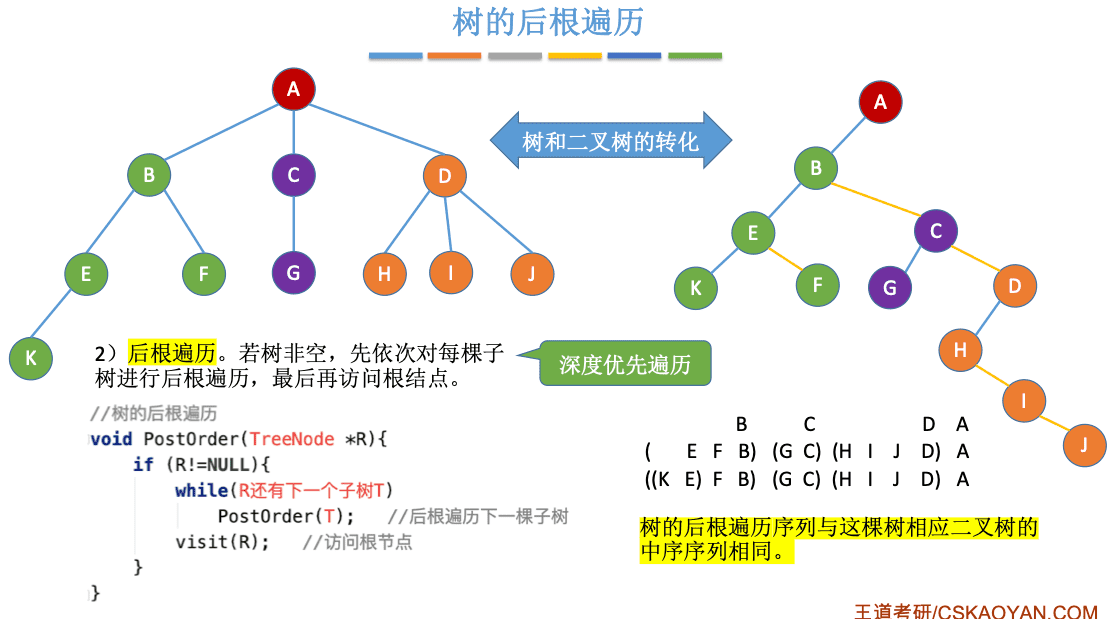 树的后根遍历
A
B
C
D
E
F
G
H
I
J
K
树和二叉树的转化
A
B
E
C
K
F
G
D
H
I
J
2）后根遍历。若树非空，先依次对每棵子
树进行后根遍历，最后再访问根结点。
深度优先遍历
//树的后根遍历
void PostOrder(TreeNode *R){
if (R!=NULL){
while(R还有下一个子树T)
PostOrder(T); //后根遍历下一棵子树
visit(R); //访问根节点
}
}
B C D A
( E F B) (G C) (H I J D) A
((K E) F B) (G C) (H I J D) A
树的后根遍历序列与这棵树相应二叉树的
中序序列相同。
王道考研/CSKAOYAN.COM